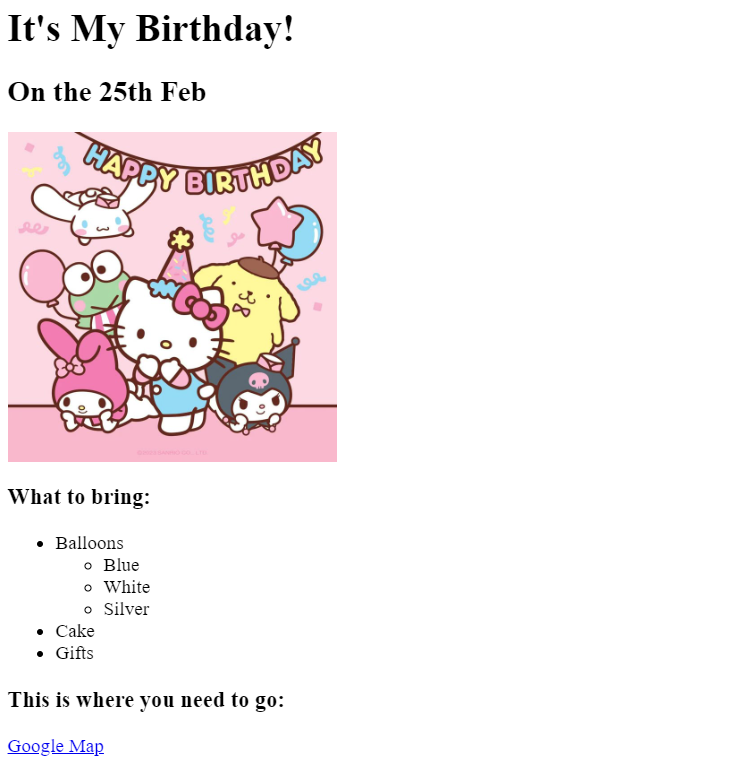 It's My Birthday!
On the 25th Feb
HAPPY BIRTHDAY
What to bring:
Balloons
Blue
White
Silver
Cake
Gifts
This is where you need to go:
Google Map